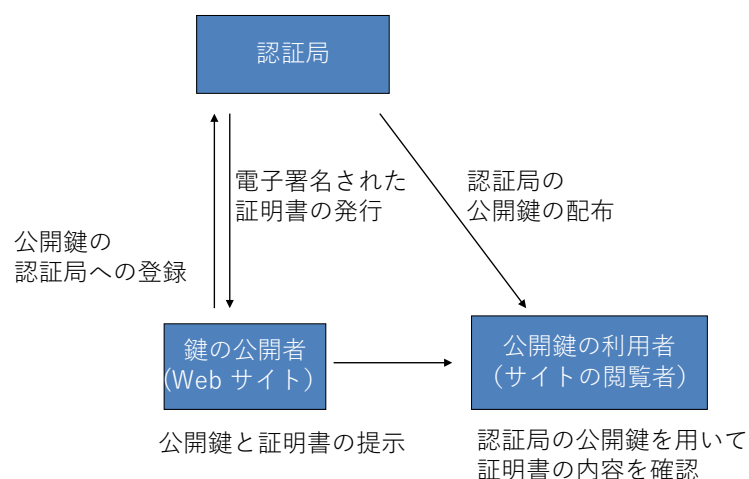 認証局
電子署名された
証明書の発行
認証局の
公開鍵の配布
公開鍵の
認証局への登録
鍵の公開者
(Web サイト）
公開鍵の利用者
（サイトの閲覧者）
公開鍵と証明書の提示
認証局の公開鍵を用いて
証明書の内容を確認